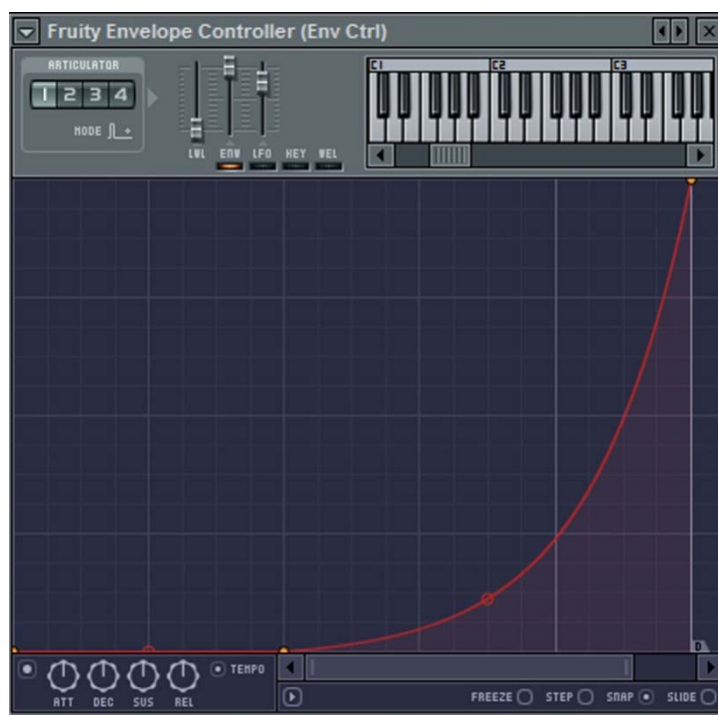 Fruity Envelope Controller (Env Ctrl)
ARTICULATOR
1 2 3 4
MODE
LVL ENV LFO KEY VEL
C1 C2 C3
D
ATT DEC SUS REL
TEMPO
FREEZE STEP SNAP SLIDE